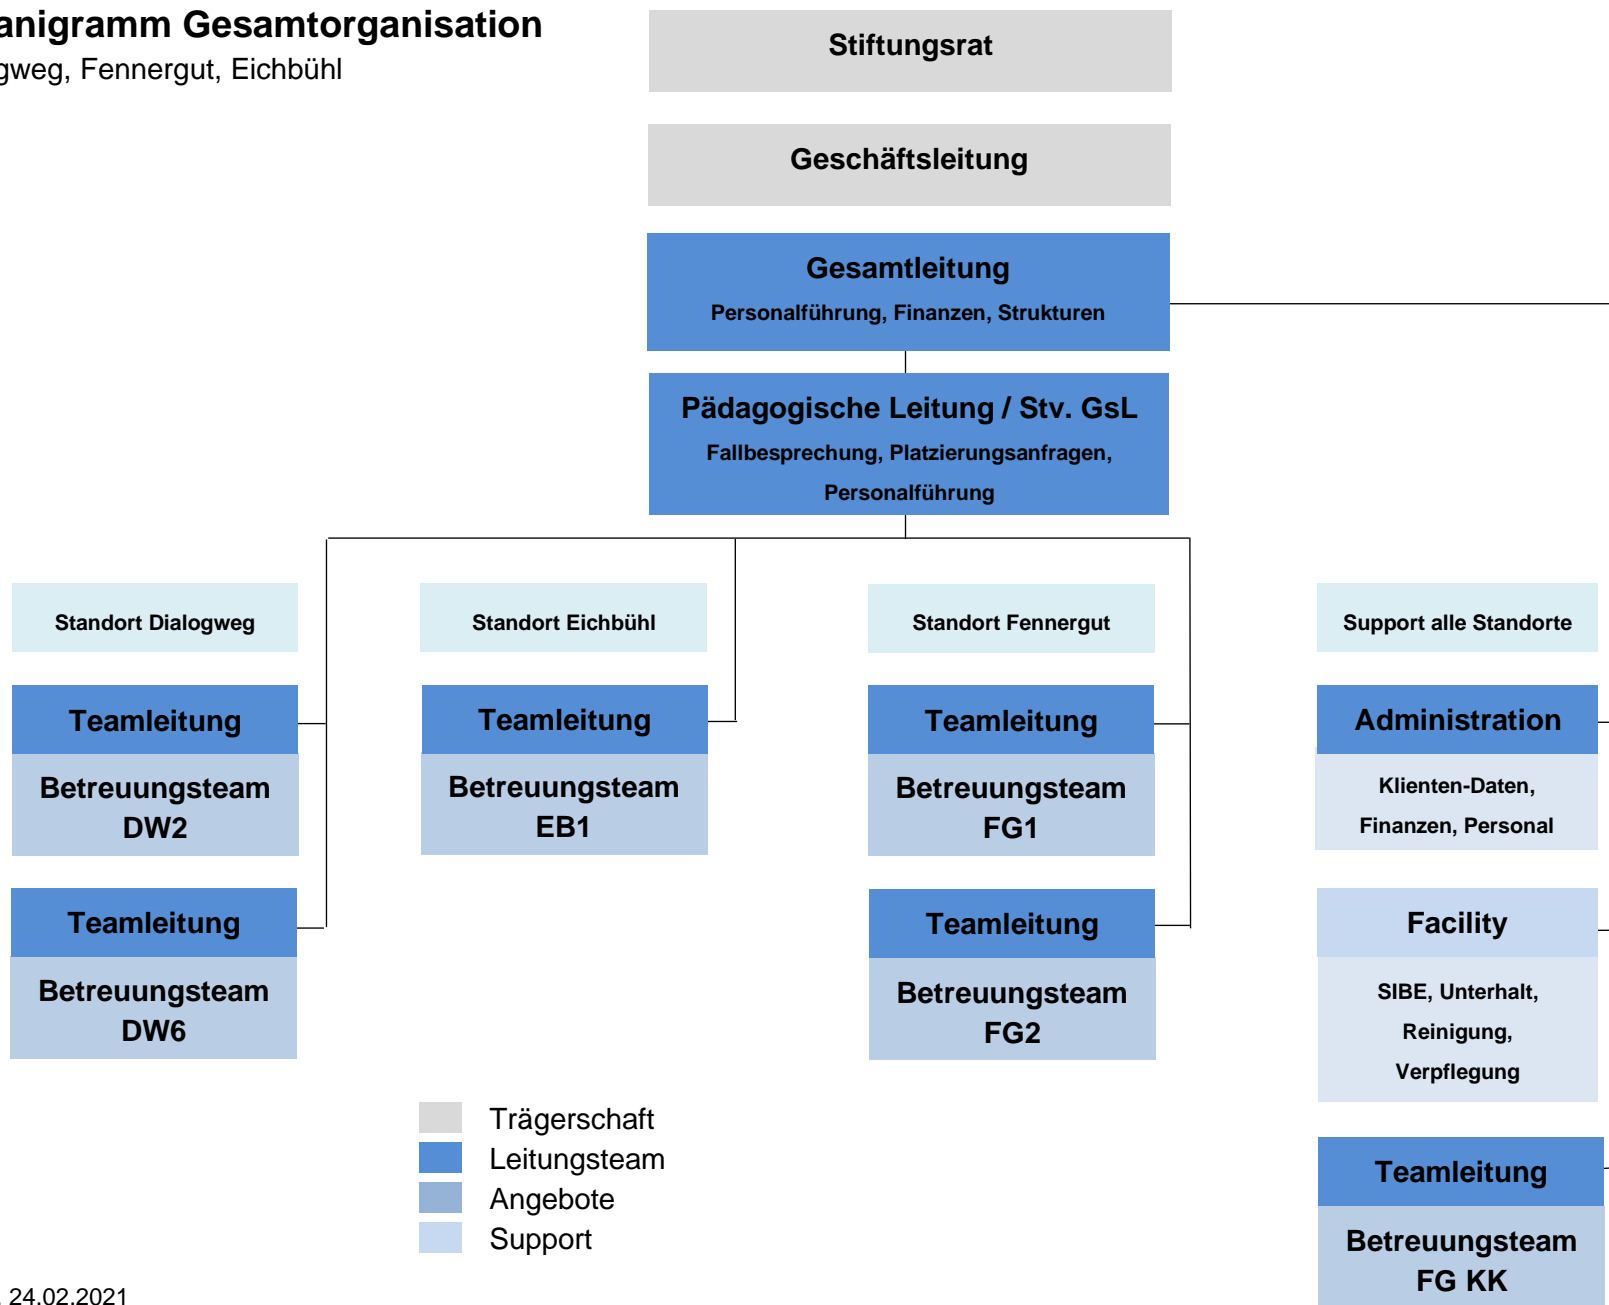 anigramm Gesamtorganisation
gweg, Fennergut, Eichbühl
Stiftungsrat
Geschäftsleitung
Gesamtleitung
Personalführung, Finanzen, Strukturen
Pädagogische Leitung / Stv. GsL
Fallbesprechung, Platzierungsanfragen,
Personalführung
Standort Dialogweg
Teamleitung
Betreuungsteam
DW2
Teamleitung
Betreuungsteam
DW6
Standort Eichbühl
Teamleitung
Betreuungsteam
EB1
Standort Fennergut
Teamleitung
Betreuungsteam
FG1
Teamleitung
Betreuungsteam
FG2
Support alle Standorte
Administration
Klienten-Daten,
Finanzen, Personal
Facility
SIBE, Unterhalt,
Reinigung,
Verpflegung
Teamleitung
Betreuungsteam
FG KK
Trägerschaft
Leitungsteam
Angebote
Support
24.02.2021